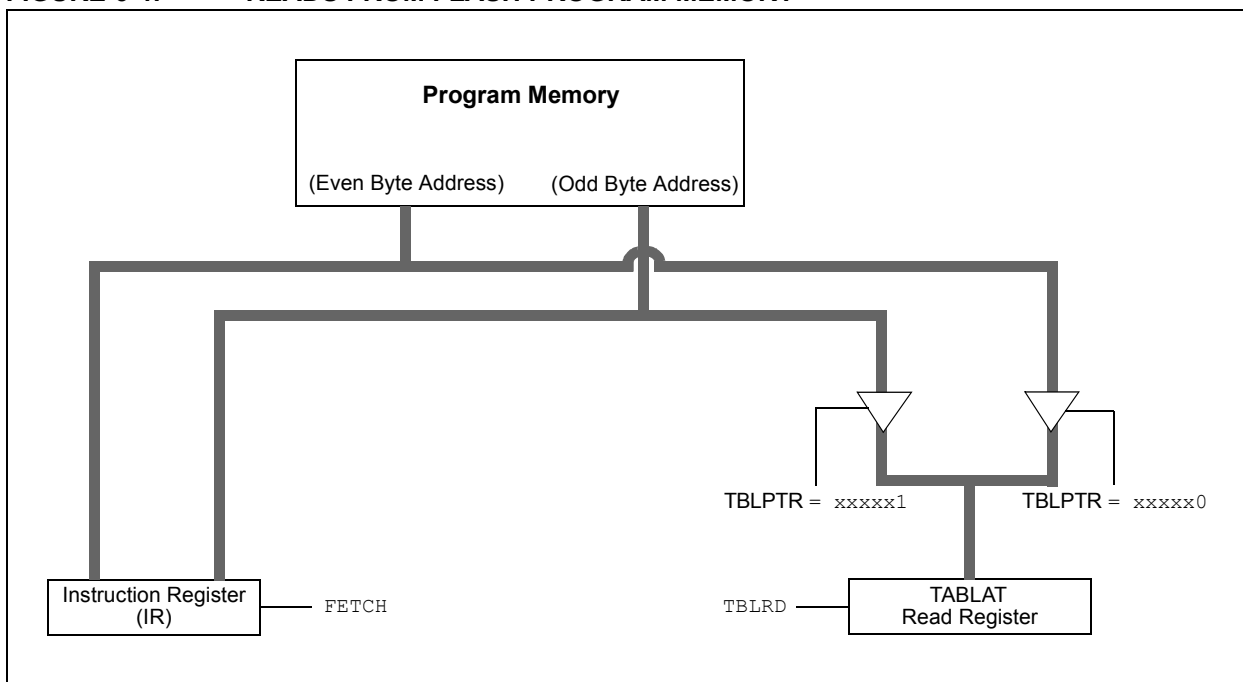 Program Memory
(Even Byte Address) (Odd Byte Address)
TBLPTR = xxxxx1 TBLPTR = xxxxx0
Instruction Register
(IR)
FETCH
TBLRD
TABLAT
Read Register